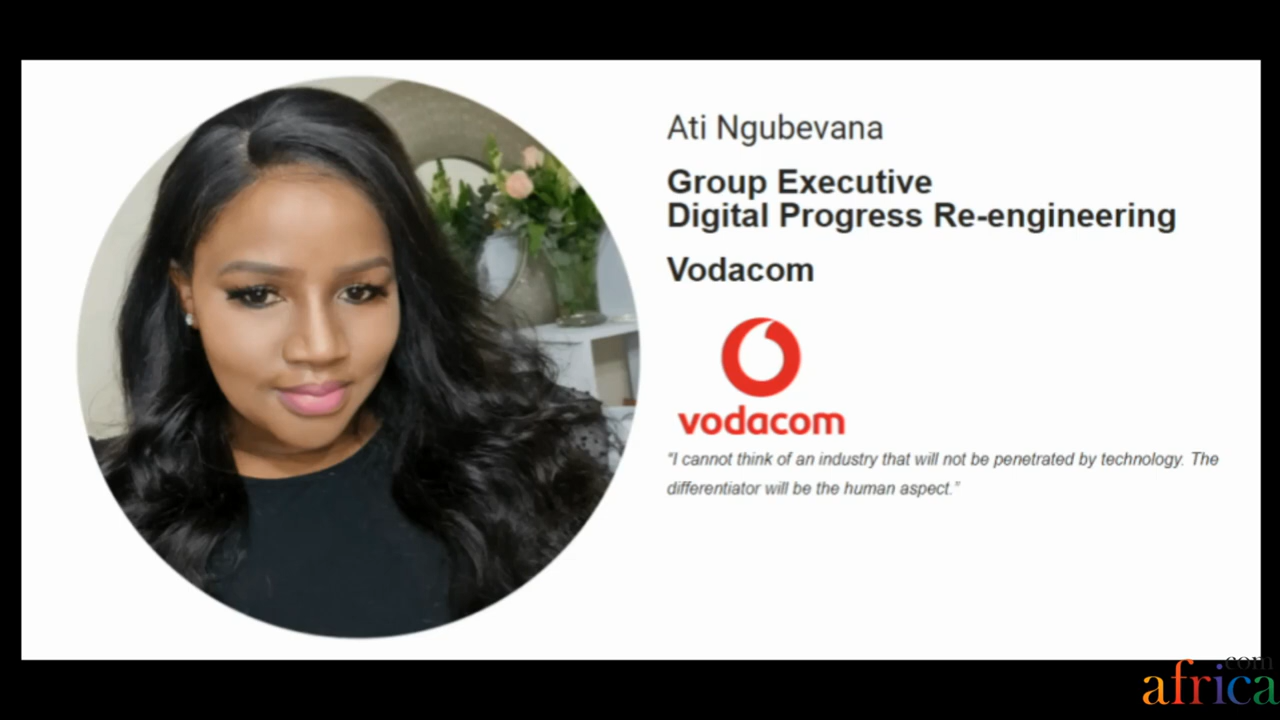 Ati Ngubevana
Group Executive
Digital Progress Re-engineering
Vodacom
vodacom
“I cannot think of an industry that will not be penetrated by technology. The
differentiator will be the human aspect.”
.com
africa